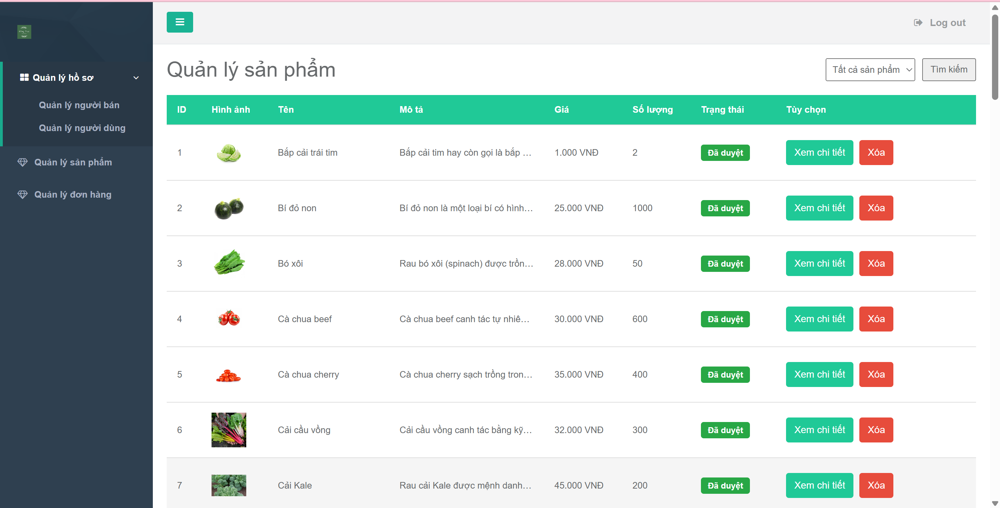 Log out
Quản lý hồ sơ
Quản lý người bán
Quản lý người dùng
Quản lý sản phẩm
Quản lý đơn hàng
Quản lý sản phẩm
Tất cả sản phẩm
Tìm kiếm
ID Hình ảnh Tên Mô tả Giá Số lượng Trạng thái Tùy chọn
1 Bắp cải trái tim Bắp cải tim hay còn gọi là bắp … 1.000 VNĐ 2 Đã duyệt Xem chi tiết Xóa
2 Bí đỏ non Bí đỏ non là một loại bí có hình… 25.000 VNĐ 1000 Đã duyệt Xem chi tiết Xóa
3 Bó xôi Rau bó xôi (spinach) được trồn… 28.000 VNĐ 50 Đã duyệt Xem chi tiết Xóa
4 Cà chua beef Cà chua beef canh tác tự nhiê… 30.000 VNĐ 600 Đã duyệt Xem chi tiết Xóa
5 Cà chua cherry Cà chua cherry sạch trồng tron… 35.000 VNĐ 400 Đã duyệt Xem chi tiết Xóa
6 Cải cầu vồng Cải cầu vồng canh tác bằng kỹ… 32.000 VNĐ 300 Đã duyệt Xem chi tiết Xóa
7 Cải Kale Rau cải Kale được mệnh danh… 45.000 VNĐ 200 Đã duyệt Xem chi tiết Xóa